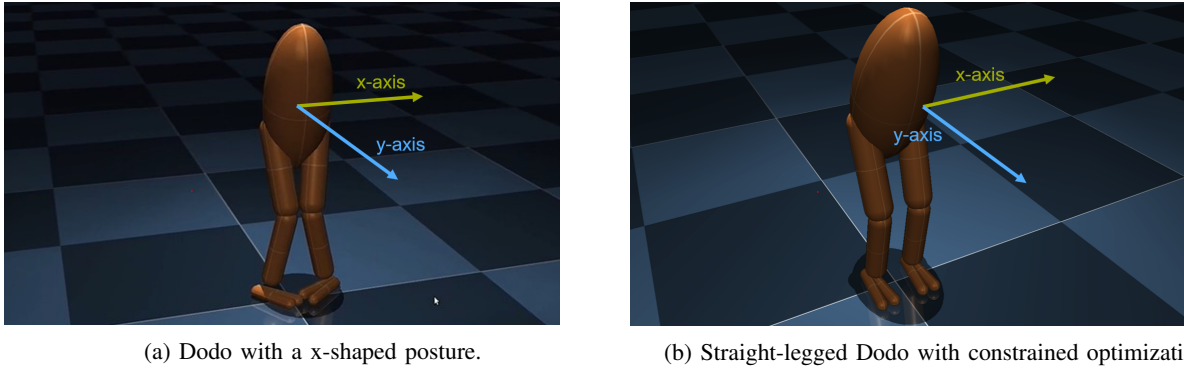 x-axis
y-axis
x-axis
y-axis
(a) Dodo with a x-shaped posture.
(b) Straight-legged Dodo with constrained optimizati